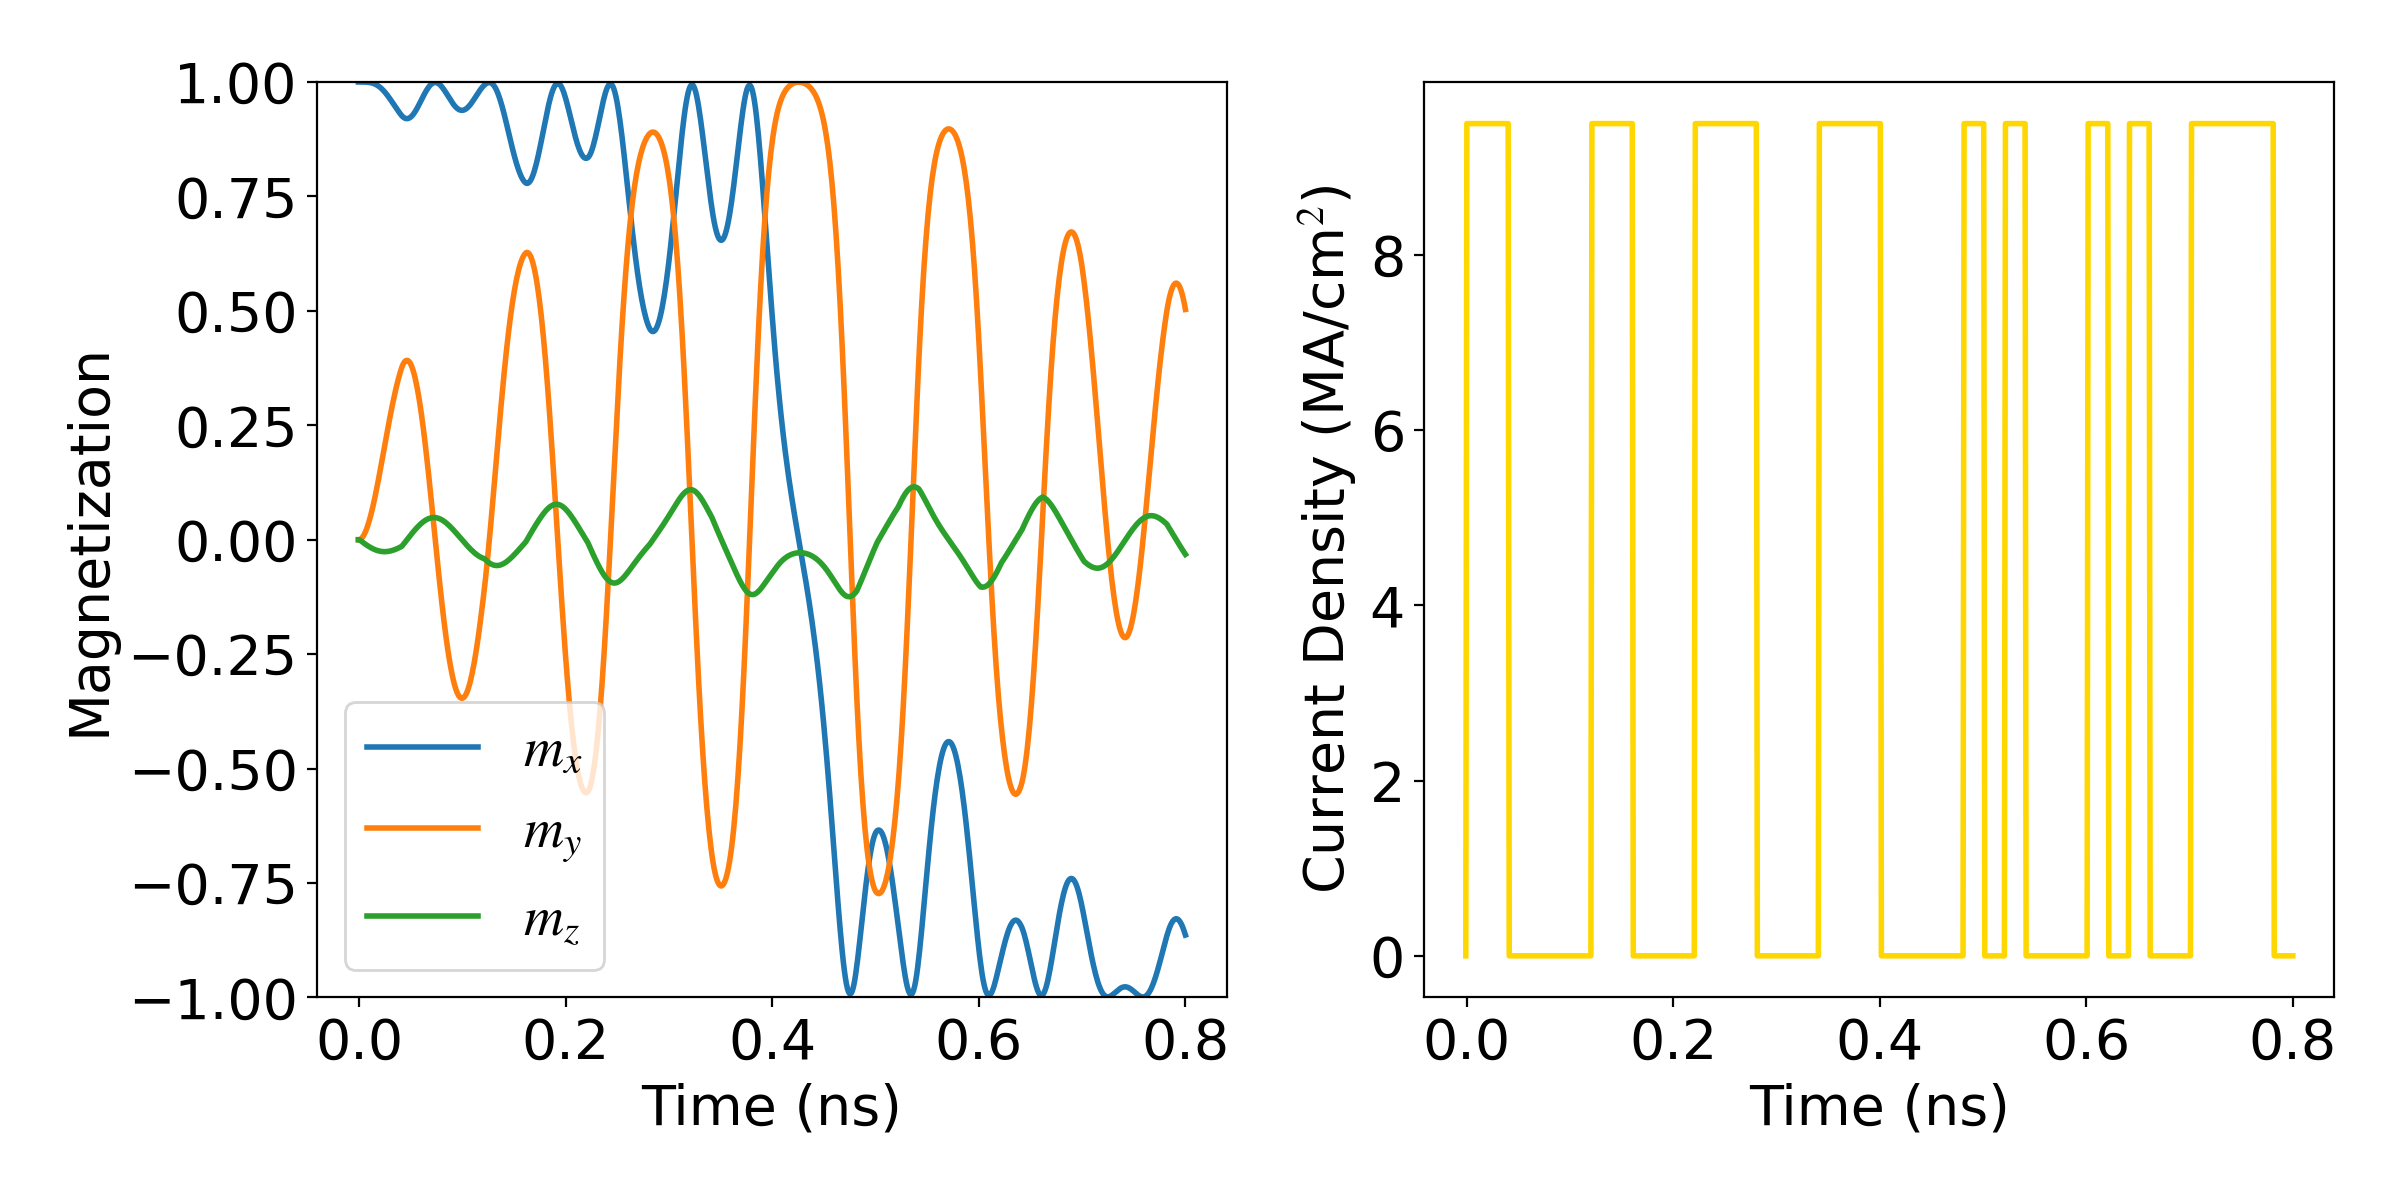 Magnetization
1.00
0.75
0.50
0.25
0.00
−0.25
−0.50
−0.75
−1.00
m_x
m_y
m_z
0.0 0.2 0.4 0.6 0.8
Time (ns)
Current Density (MA/cm²)
8
6
4
2
0
0.0 0.2 0.4 0.6 0.8
Time (ns)